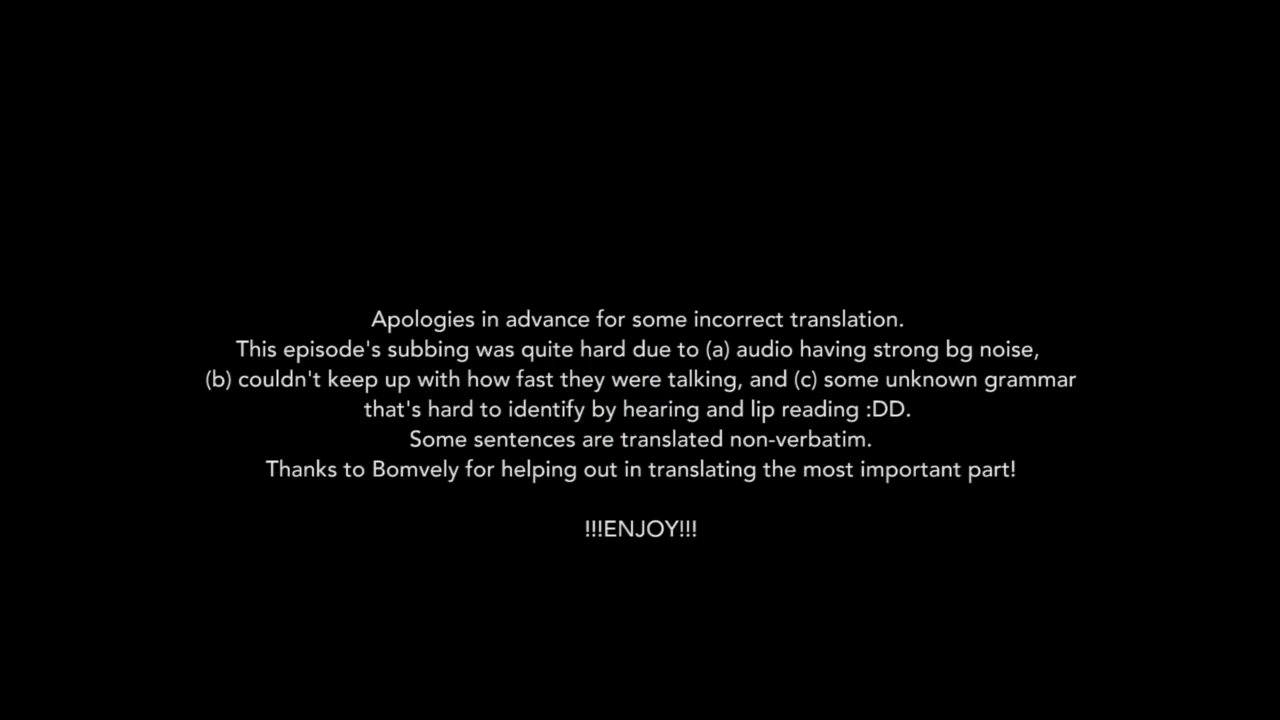 Apologies in advance for some incorrect translation.
This episode's subbing was quite hard due to (a) audio having strong bg noise,
(b) couldn't keep up with how fast they were talking, and (c) some unknown grammar
that's hard to identify by hearing and lip reading :DD.
Some sentences are translated non-verbatim.
Thanks to Bomvely for helping out in translating the most important part!
!!!ENJOY!!!